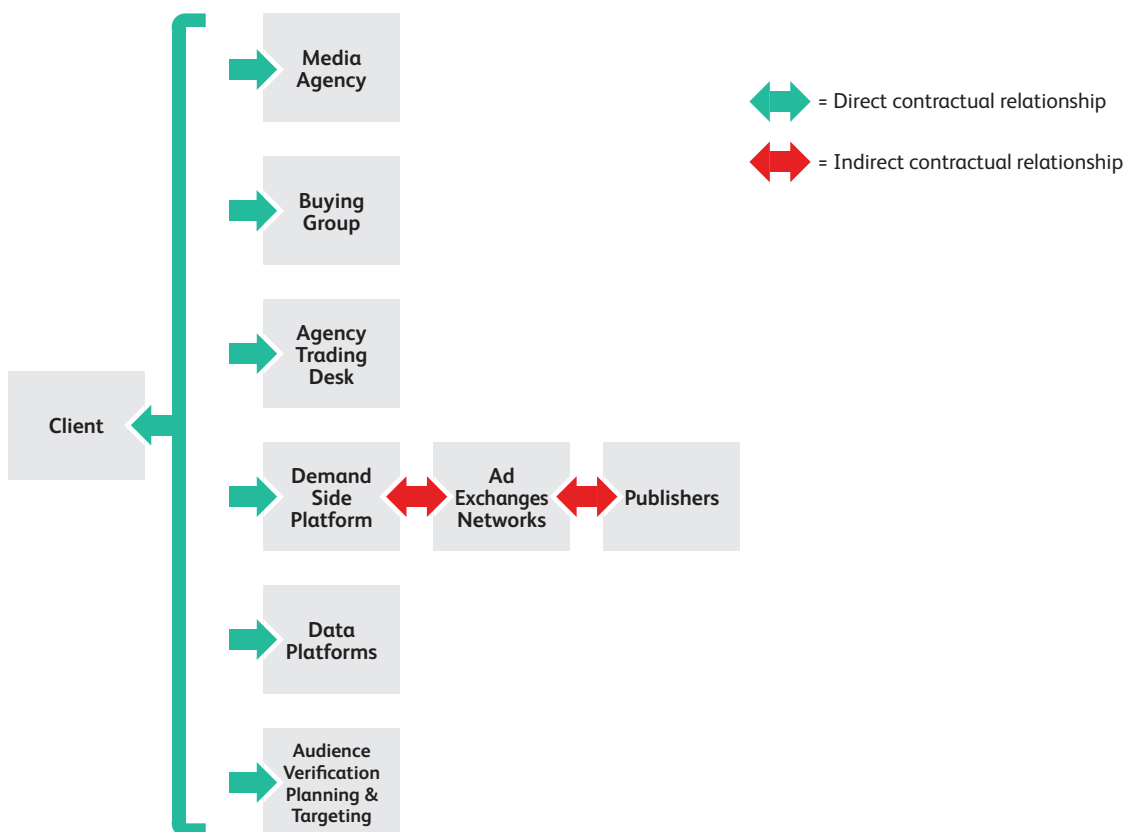 Media
Agency
= Direct contractual relationship
= Indirect contractual relationship
Buying
Group
Agency
Trading
Desk
Client
Demand
Side
Platform
Ad
Exchanges
Networks
Publishers
Data
Platforms
Audience
Verification
Planning &
Targeting